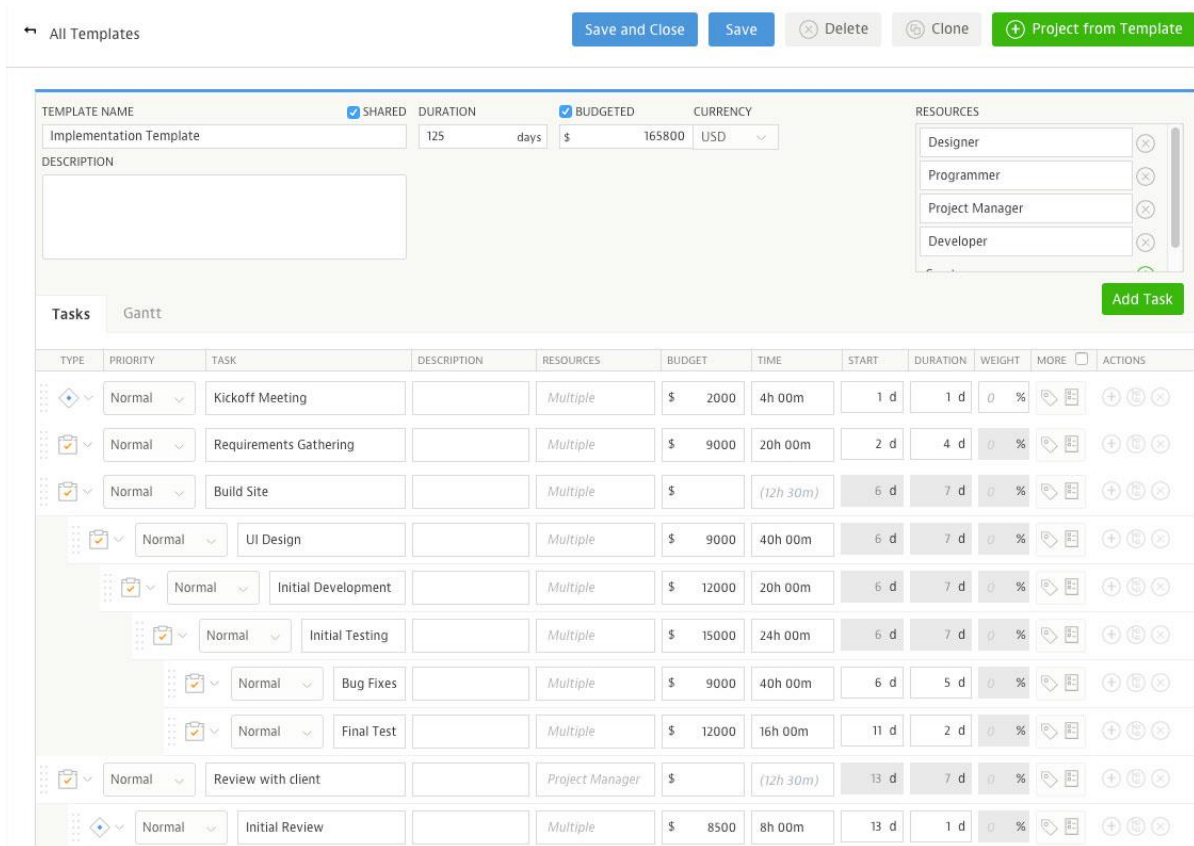 All Templates Save and Close Save Delete Clone Project from Template
TEMPLATE NAME SHARED DURATION BUDGETED CURRENCY RESOURCES
Implementation Template 125 days $ 165800 USD Designer
DESCRIPTION
Programmer
Project Manager
Developer
Add Task
Tasks Gantt
TYPE PRIORITY TASK DESCRIPTION RESOURCES BUDGET TIME START DURATION WEIGHT MORE ACTIONS
Normal Kickoff Meeting Multiple $ 2000 4h 00m 1 d 1 d 0 %
Normal Requirements Gathering Multiple $ 9000 20h 00m 2 d 4 d 0 %
Normal Build Site Multiple $ (12h 30m) 6 d 7 d 0 %
Normal UI Design Multiple $ 9000 40h 00m 6 d 7 d 0 %
Normal Initial Development Multiple $ 12000 20h 00m 6 d 7 d 0 %
Normal Initial Testing Multiple $ 15000 24h 00m 6 d 7 d 0 %
Normal Bug Fixes Multiple $ 9000 40h 00m 6 d 5 d 0 %
Normal Final Test Multiple $ 12000 16h 00m 11 d 2 d 0 %
Normal Review with client Project Manager $ (12h 30m) 13 d 7 d 0 %
Normal Initial Review Multiple $ 8500 8h 00m 13 d 1 d 0 %